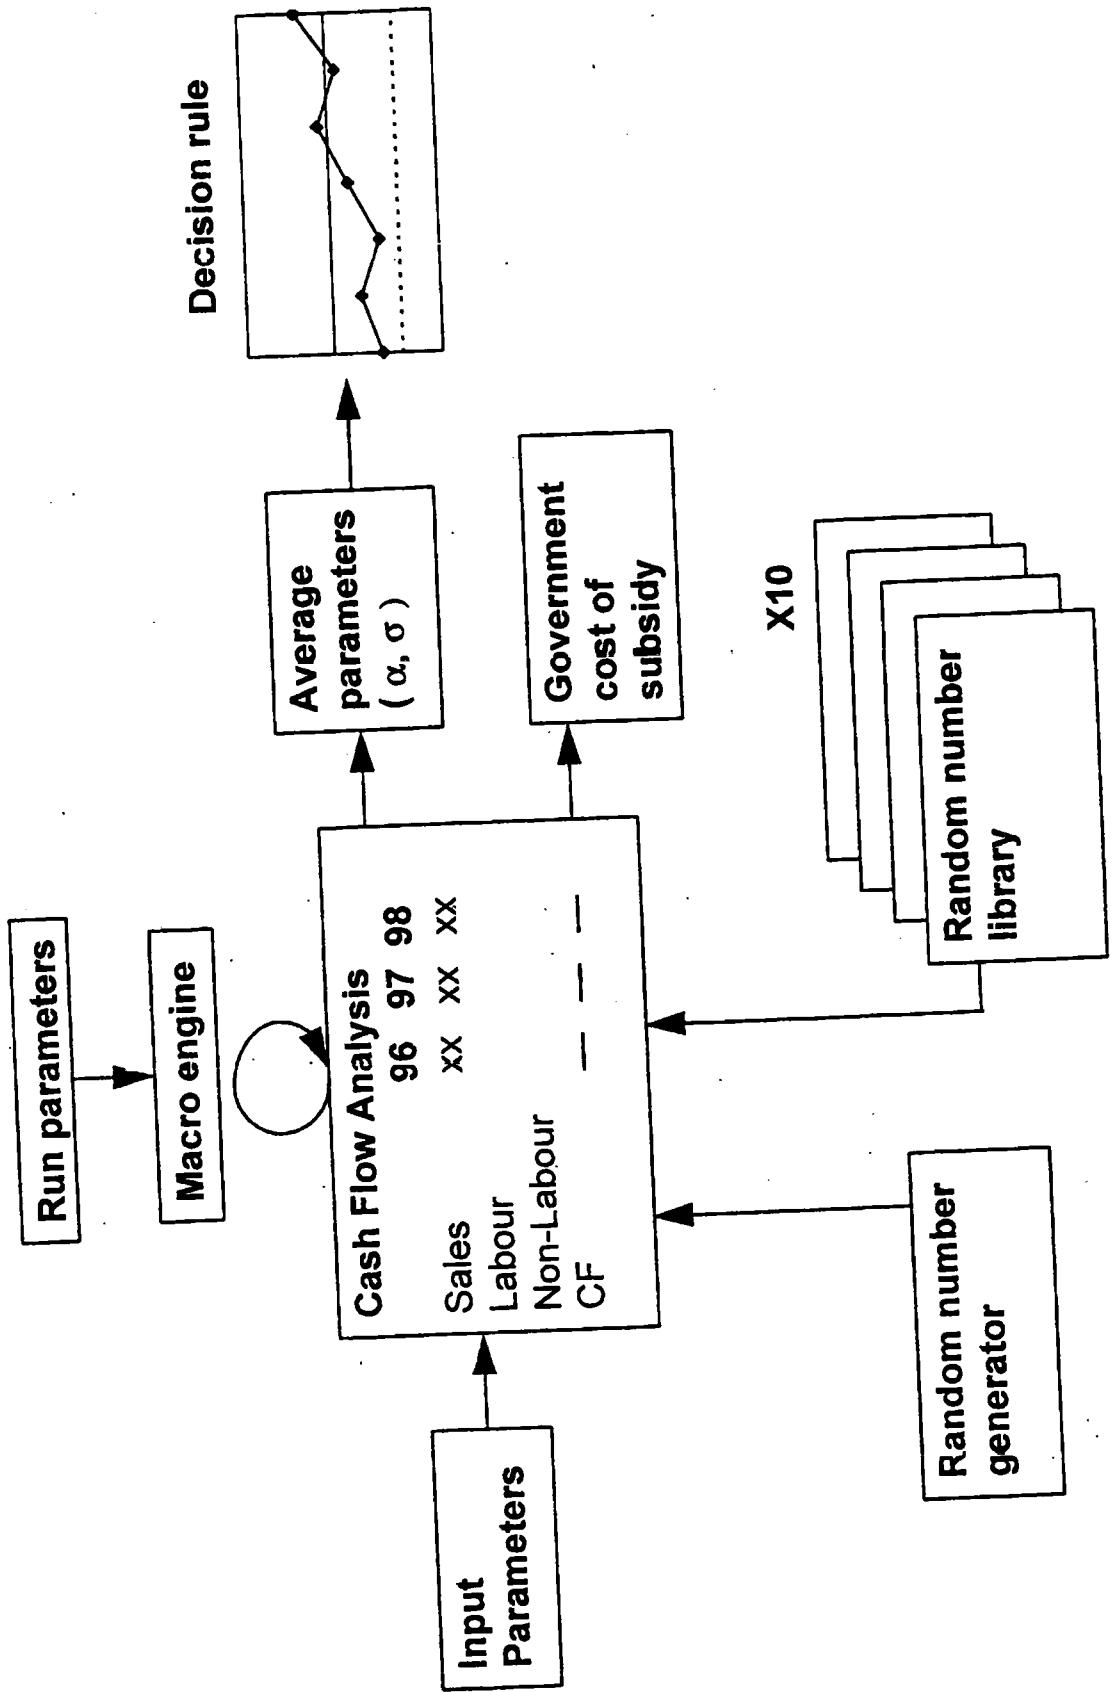 Run parameters
Macro engine
Decision rule
Input
Parameters
Cash Flow Analysis
96 97 98
Sales xx xx xx
Labour
Non-Labour
CF — — —
Average
parameters
( α, σ )
Government
cost of
subsidy
Random number
generator
X10
Random number
library